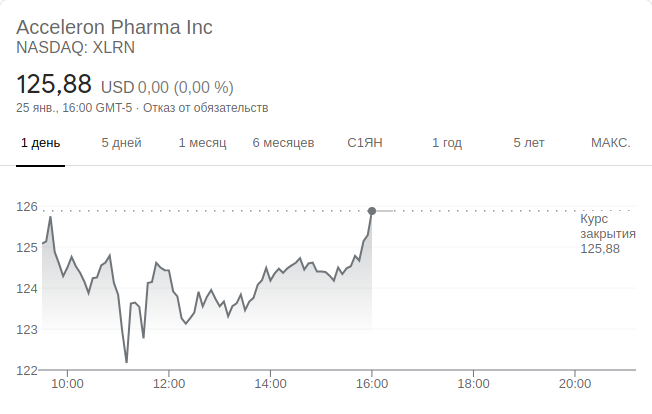 Acceleron Pharma Inc
NASDAQ: XLRN
125,88 USD 0,00 (0,00 %)
25 янв., 16:00 GMT-5 · Отказ от обязательств
1 день 5 дней 1 месяц 6 месяцев С1ЯН 1 год 5 лет МАКС.
126
125
124
123
122
Курс
закрытия
125,88
10:00 12:00 14:00 16:00 18:00 20:00